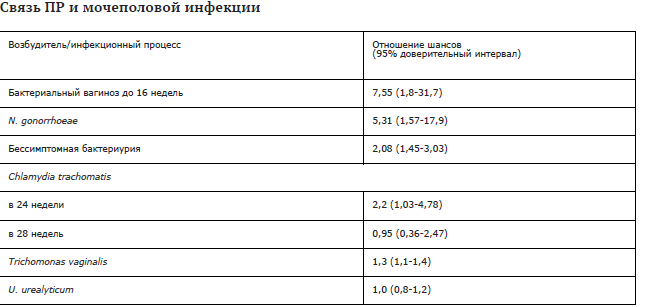 Связь ПР и мочеполовой инфекции
Возбудитель/инфекционный процесс
Отношение шансов
(95% доверительный интервал)
Бактериальный вагиноз до 16 недель
7,55 (1,8-31,7)
N. gonorrhoeae
5,31 (1,57-17,9)
Бессимптомная бактериурия
2,08 (1,45-3,03)
Chlamydia trachomatis
в 24 недели
2,2 (1,03-4,78)
в 28 недель
0,95 (0,36-2,47)
Trichomonas vaginalis
1,3 (1,1-1,4)
U. urealyticum
1,0 (0,8-1,2)